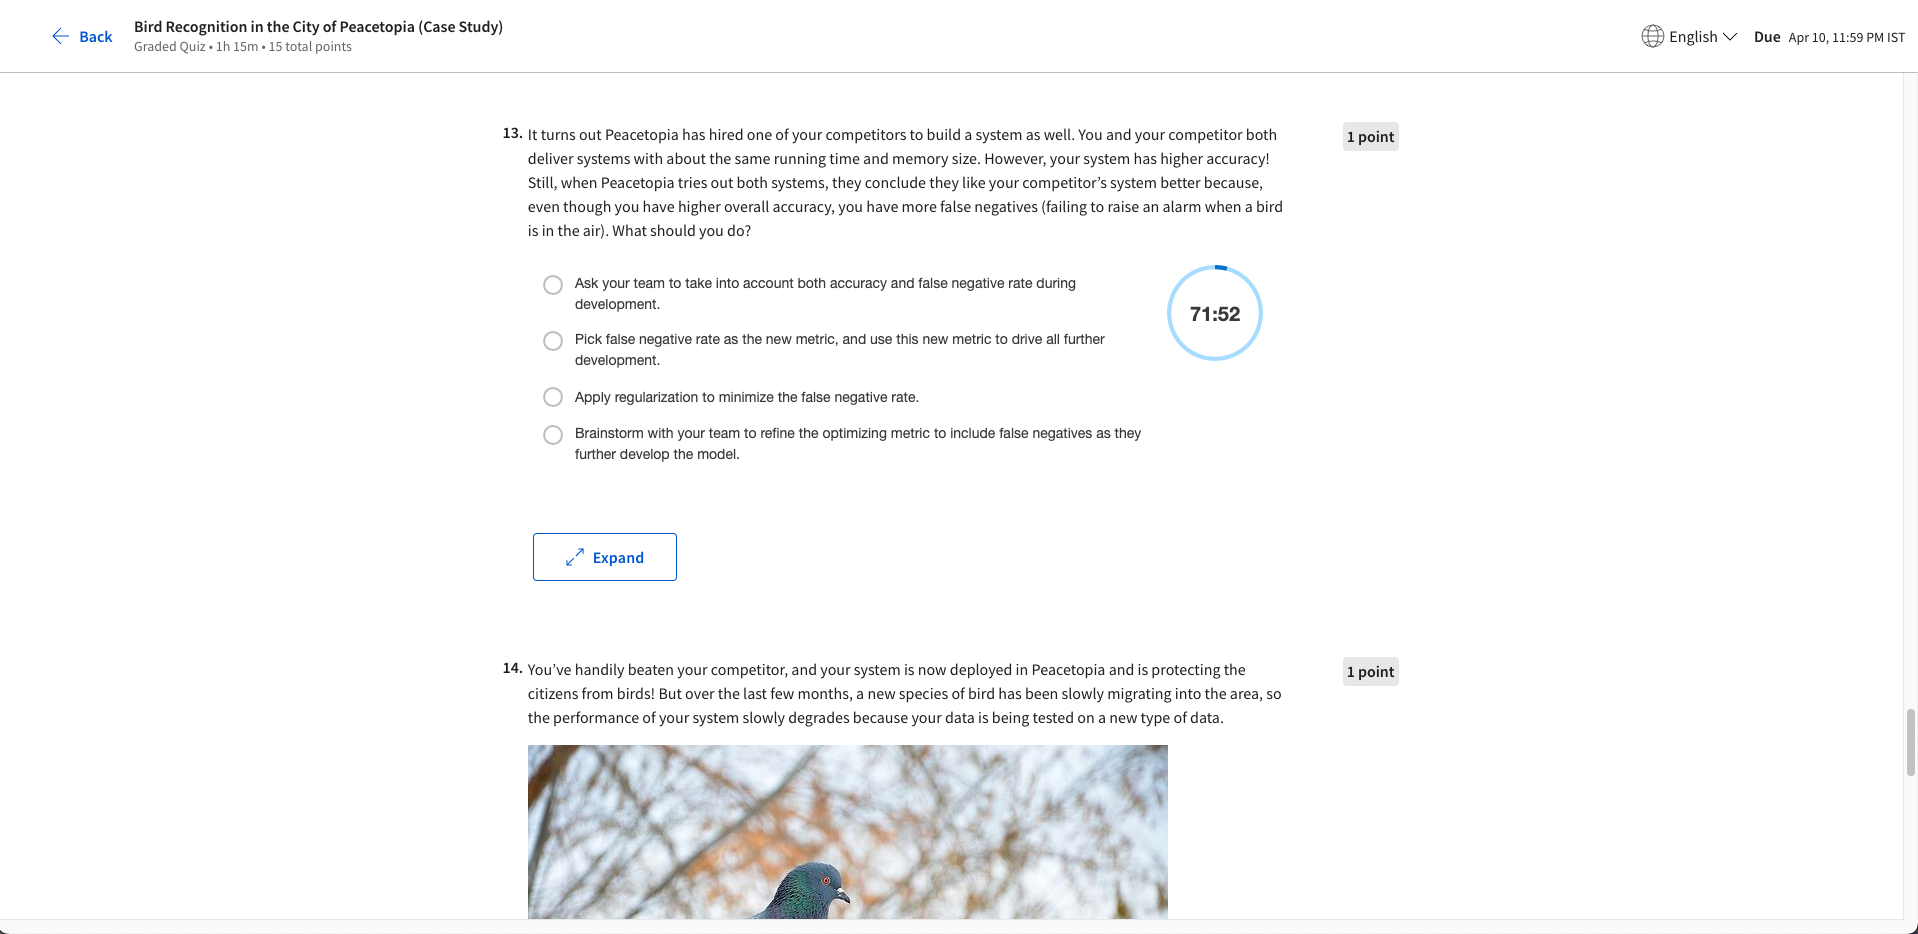 Back
Bird Recognition in the City of Peacetopia (Case Study)
Graded Quiz • 1h 15m • 15 total points
English
Due Apr 10, 11:59 PM IST
13. It turns out Peacetopia has hired one of your competitors to build a system as well. You and your competitor both
deliver systems with about the same running time and memory size. However, your system has higher accuracy!
Still, when Peacetopia tries out both systems, they conclude they like your competitor’s system better because,
even though you have higher overall accuracy, you have more false negatives (failing to raise an alarm when a bird
is in the air). What should you do?
1 point
Ask your team to take into account both accuracy and false negative rate during
development.
Pick false negative rate as the new metric, and use this new metric to drive all further
development.
Apply regularization to minimize the false negative rate.
Brainstorm with your team to refine the optimizing metric to include false negatives as they
further develop the model.
71:52
Expand
14. You’ve handily beaten your competitor, and your system is now deployed in Peacetopia and is protecting the
citizens from birds! But over the last few months, a new species of bird has been slowly migrating into the area, so
the performance of your system slowly degrades because your data is being tested on a new type of data.
1 point